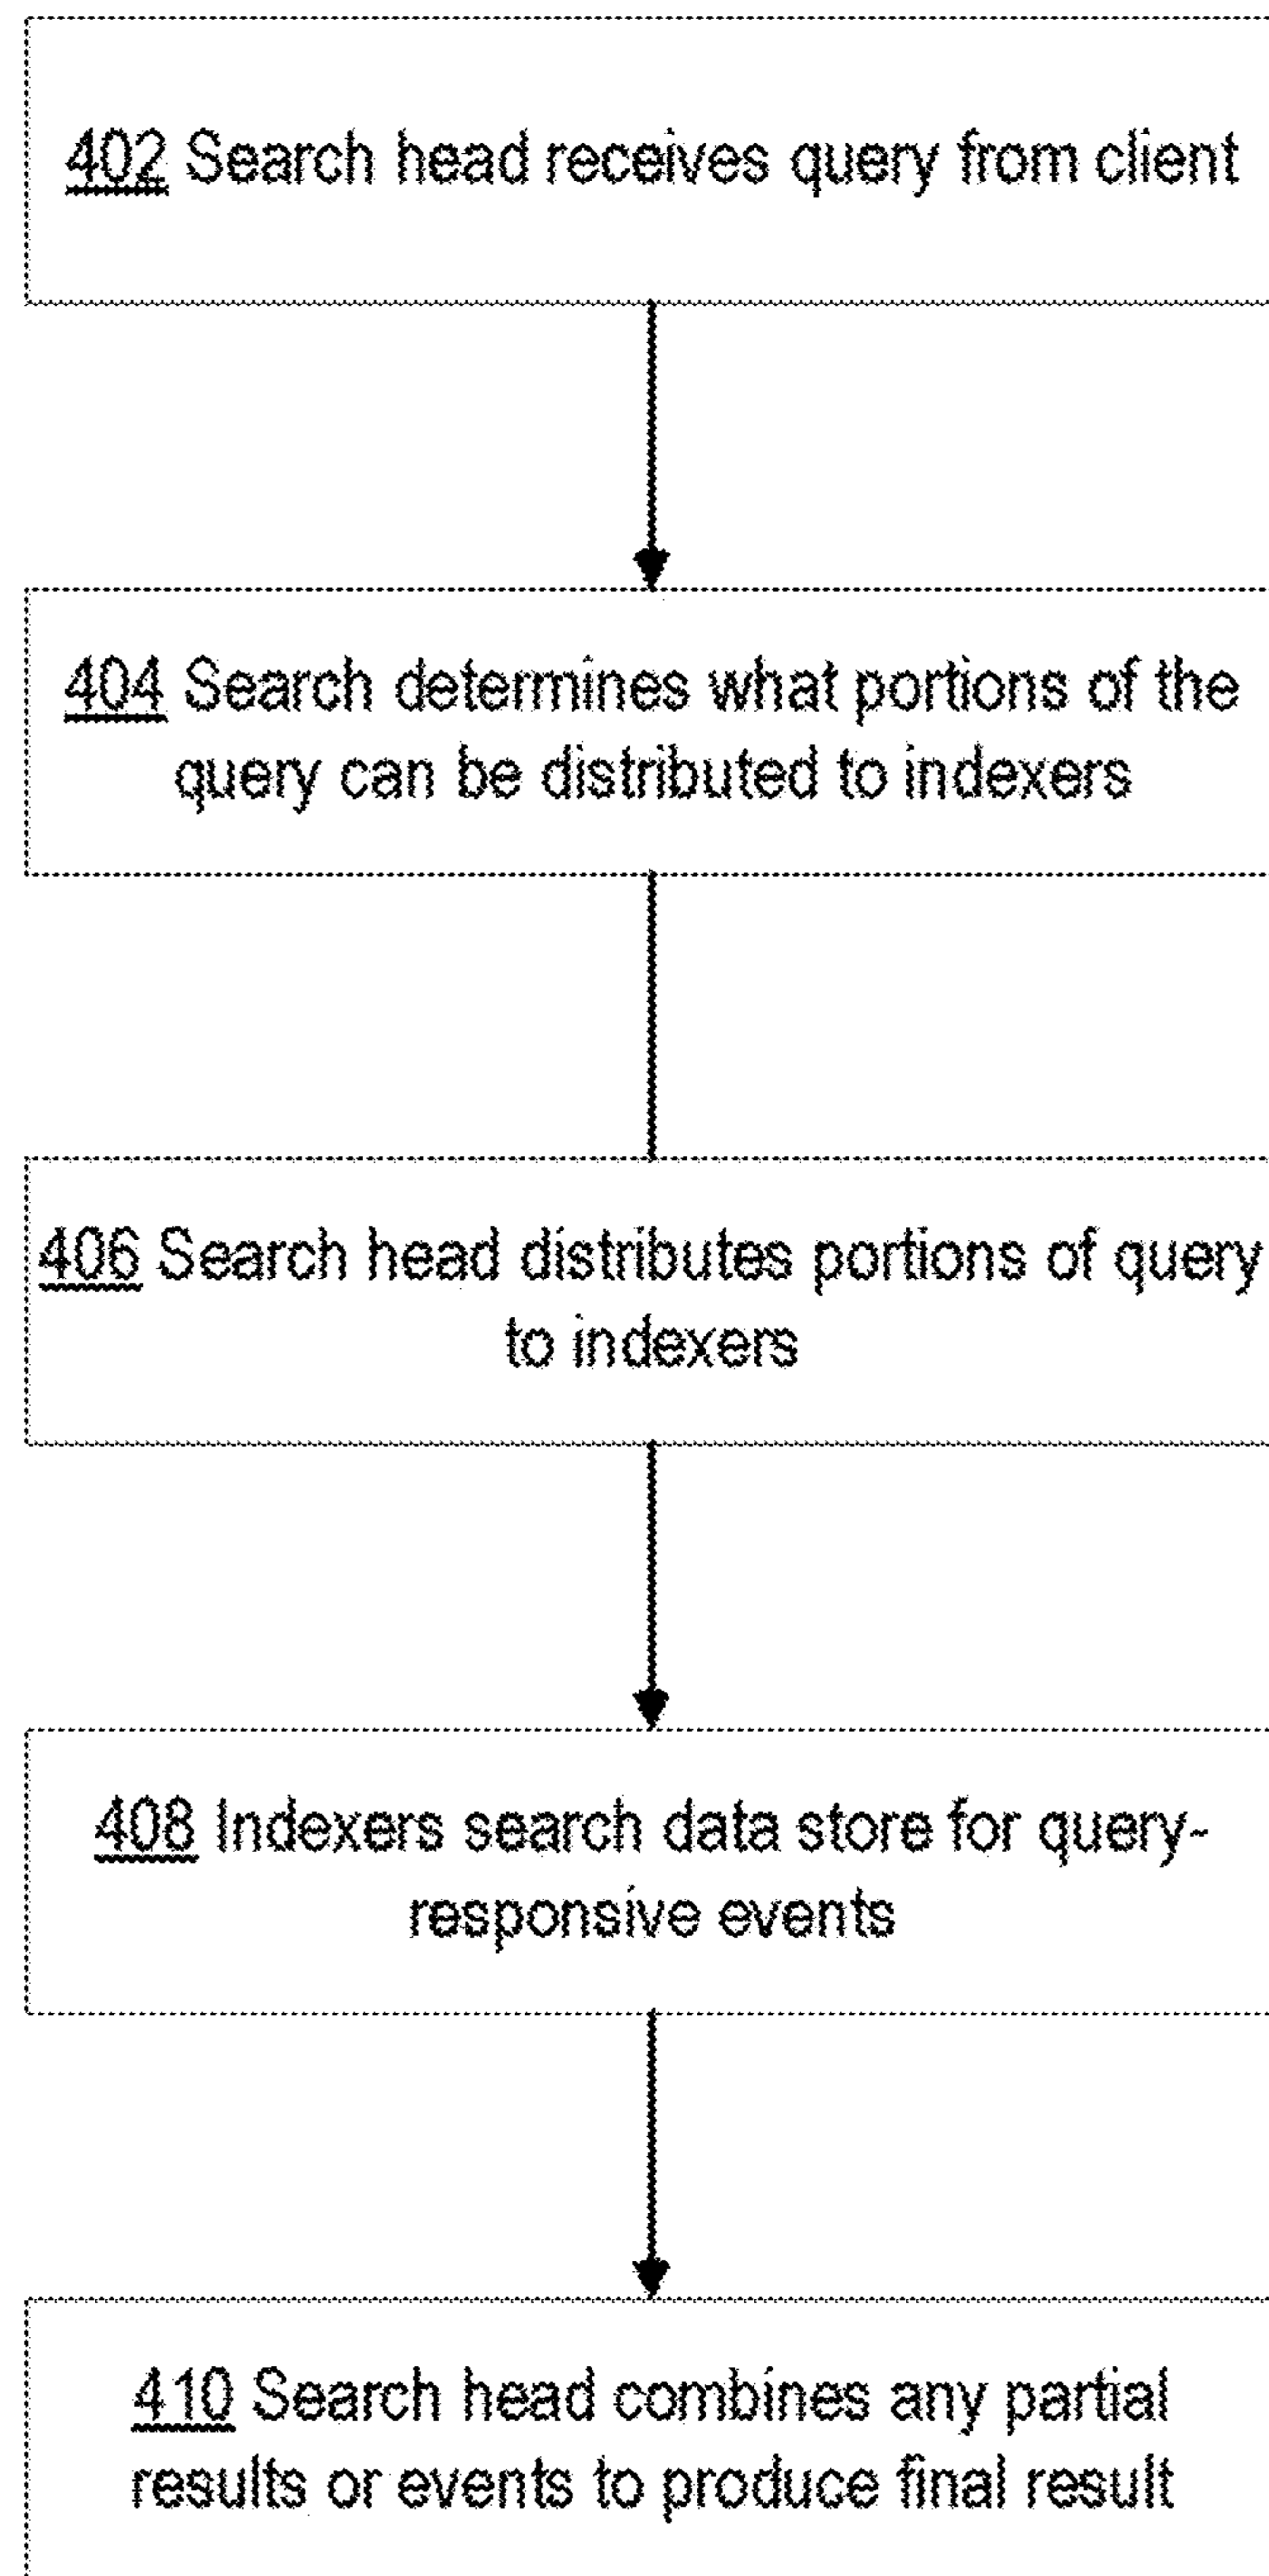 402 Search head receives query from client
404 Search determines what portions of the
query can be distributed to indexers
406 Search head distributes portions of query
to indexers
408 Indexers search data store for query-
responsive events
410 Search head combines any partial
results or events to produce final result